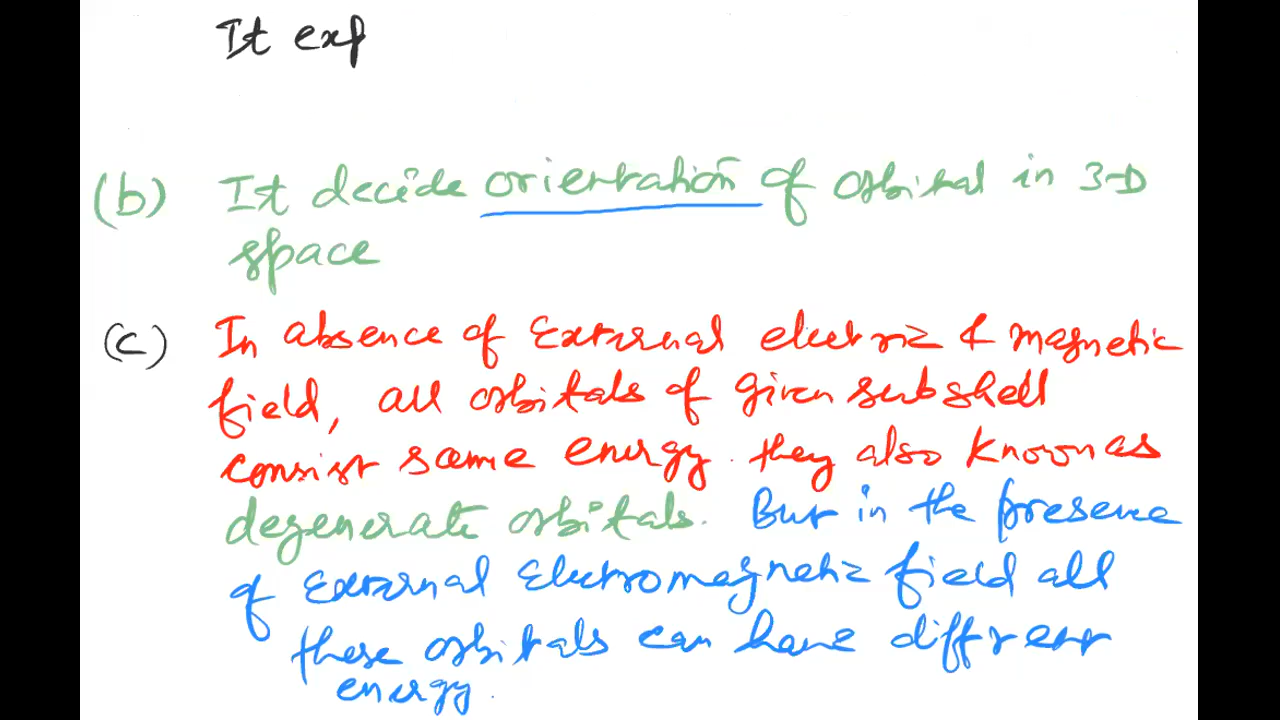 It exp
(b) It decide orientation of orbital in 3-D
space
(c) In absence of External electric & magnetic
field, all orbitals of given subshell
consist same energy. they also known as
degenerate orbitals. But in the presence
of External Electromagnetic field all
these orbitals can have different
energy.